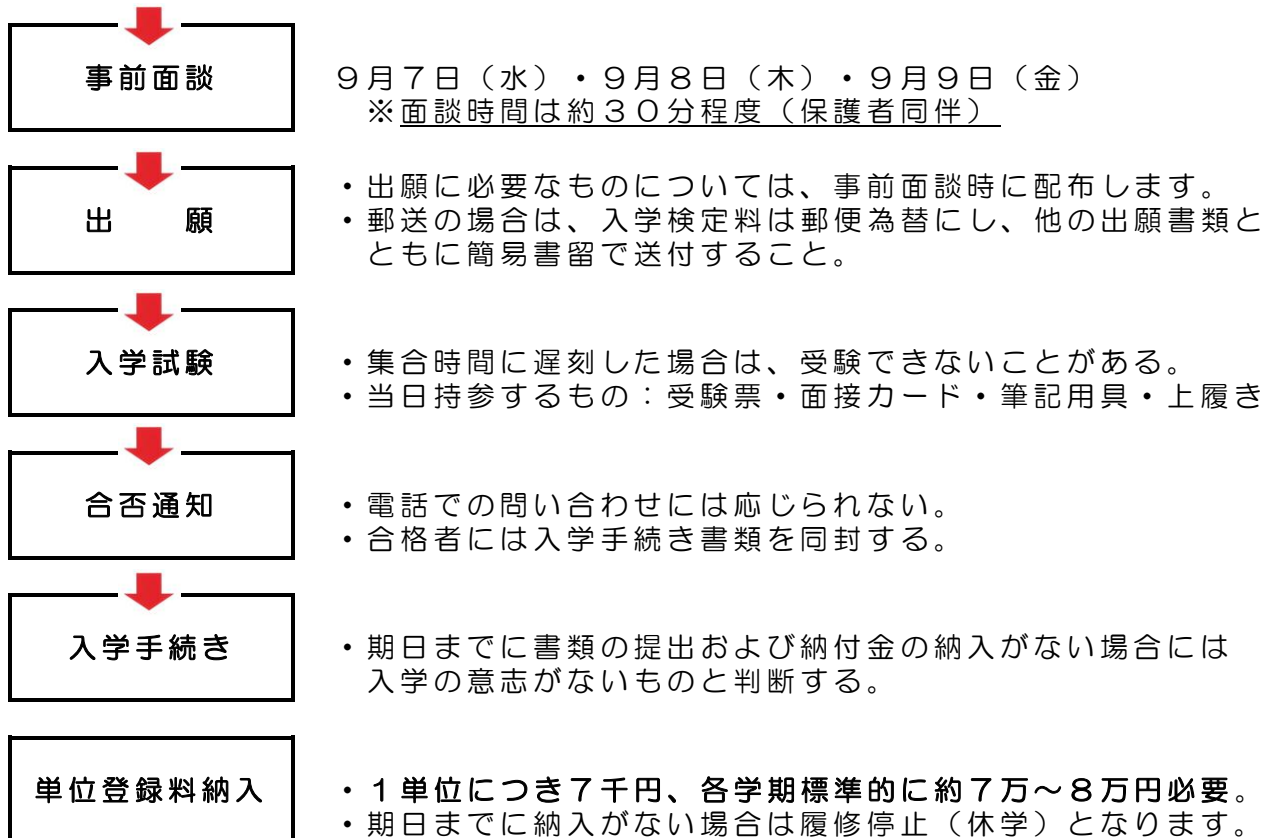 事前面談
９月７日（水）・９月８日（木）・９月９日（金）
※面談時間は約３０分程度（保護者同伴）
出　　願
・出願に必要なものについては、事前面談時に配布します。
・郵送の場合は、入学検定料は郵便為替にし、他の出願書類と
ともに簡易書留で送付すること。
入学試験
・集合時間に遅刻した場合は、受験できないことがある。
・当日持参するもの：受験票・面接カード・筆記用具・上履き
合否通知
・電話での問い合わせには応じられない。
・合格者には入学手続き書類を同封する。
入学手続き
・期日までに書類の提出および納付金の納入がない場合には
入学の意志がないものと判断する。
単位登録料納入
・１単位につき７千円、各学期標準的に約７万～８万円必要。
・期日までに納入がない場合は履修停止（休学）となります。